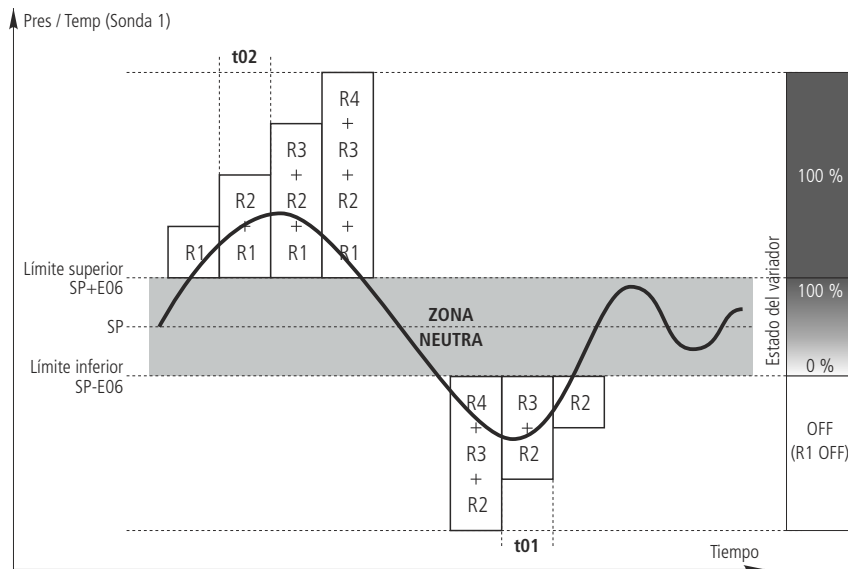 Pres / Temp (Sonda 1)
t02
R1
R2
+
R1
R3
+
R2
+
R1
R4
+
R3
+
R2
+
R1
Límite superior
SP+E06
SP
Límite inferior
SP-E06
ZONA
NEUTRA
R4
+
R3
+
R2
R3
+
R2
R2
t01
Tiempo
Estado del variador
100 %
100 %
0 %
OFF
(R1 OFF)